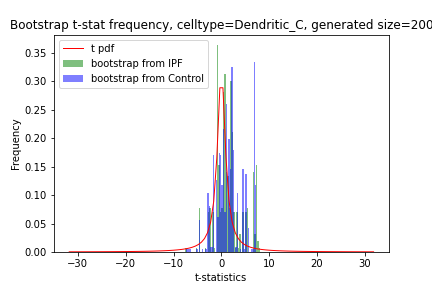 Bootstrap t-stat frequency, celltype=Dendritic_C, generated size=200
t pdf
bootstrap from IPF
bootstrap from Control
Frequency
0.35
0.30
0.25
0.20
0.15
0.10
0.05
0.00
−30 −20 −10 0 10 20 30
t-statistics